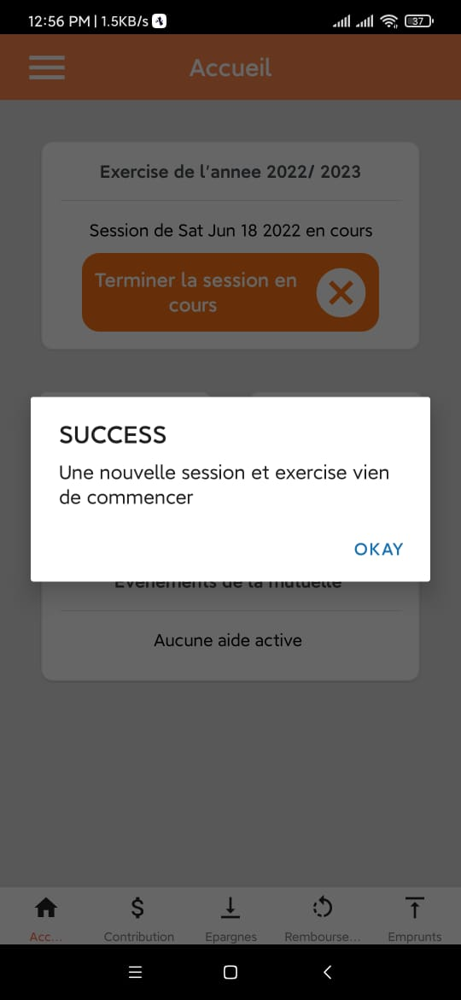 12:56 PM | 1.5KB/s
37
Accueil
Exercise de l'annee 2022/ 2023
Session de Sat Jun 18 2022 en cours
Terminer la session en
cours
SUCCESS
Une nouvelle session et exercise vien
de commencer
OKAY
Evenements de la mutuelle
Aucune aide active
Acc...
Contribution
Epargnes
Rembourse...
Emprunts